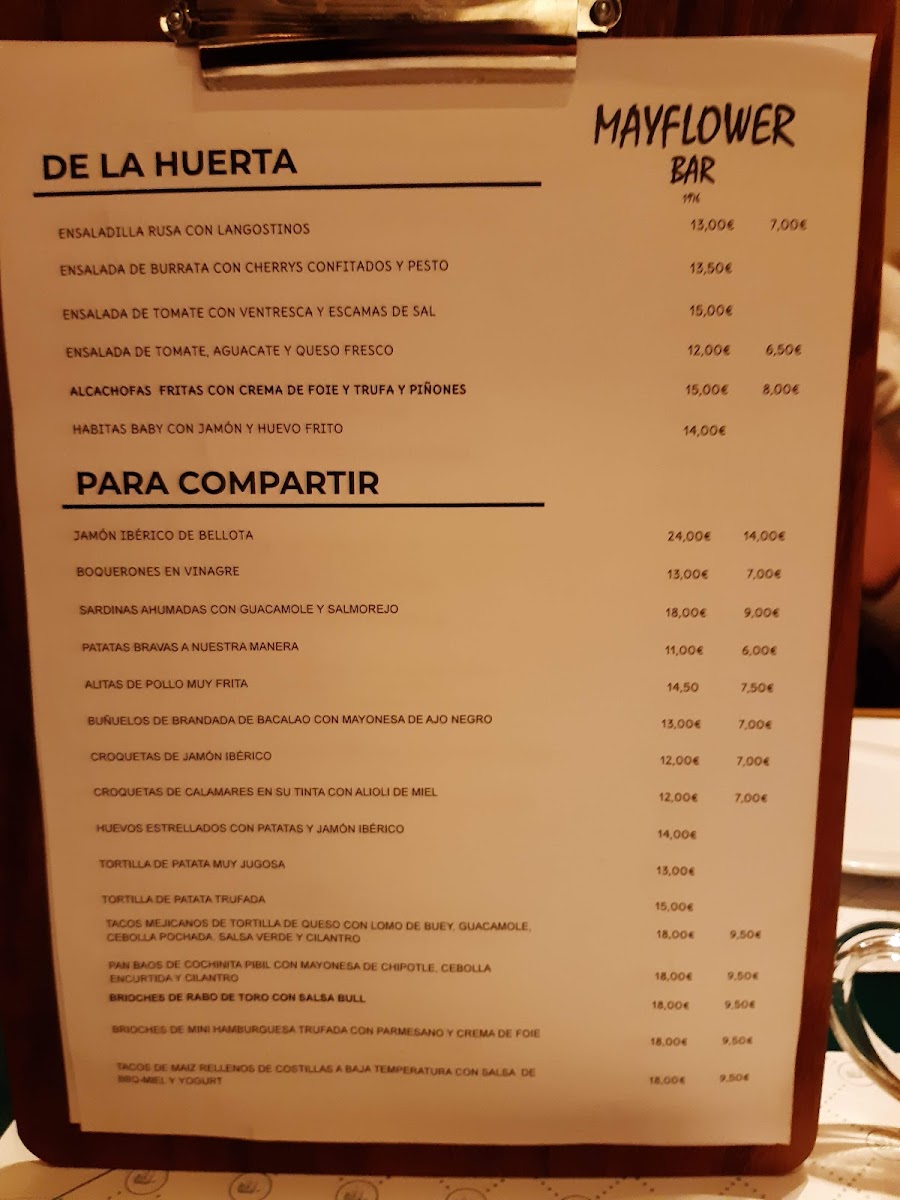 MAYFLOWER
BAR
1916
DE LA HUERTA
ENSALADILLA RUSA CON LANGOSTINOS 13,00€ 7,00€
ENSALADA DE BURRATA CON CHERRYS CONFITADOS Y PESTO 13,50€
ENSALADA DE TOMATE CON VENTRESCA Y ESCAMAS DE SAL 15,00€
ENSALADA DE TOMATE, AGUACATE Y QUESO FRESCO 12,00€ 6,50€
ALCACHOFAS FRITAS CON CREMA DE FOIE Y TRUFA Y PIÑONES 15,00€ 8,00€
HABITAS BABY CON JAMÓN Y HUEVO FRITO 14,00€
PARA COMPARTIR
JAMÓN IBÉRICO DE BELLOTA 24,00€ 14,00€
BOQUERONES EN VINAGRE 13,00€ 7,00€
SARDINAS AHUMADAS CON GUACAMOLE Y SALMOREJO 18,00€ 9,00€
PATATAS BRAVAS A NUESTRA MANERA 11,00€ 6,00€
ALITAS DE POLLO MUY FRITA 14,50 7,50€
BUÑUELOS DE BRANDADA DE BACALAO CON MAYONESA DE AJO NEGRO 13,00€ 7,00€
CROQUETAS DE JAMÓN IBÉRICO 12,00€ 7,00€
CROQUETAS DE CALAMARES EN SU TINTA CON ALIOLI DE MIEL 12,00€ 7,00€
HUEVOS ESTRELLADOS CON PATATAS Y JAMÓN IBÉRICO 14,00€
TORTILLA DE PATATA MUY JUGOSA 13,00€
TORTILLA DE PATATA TRUFADA 15,00€
TACOS MEJICANOS DE TORTILLA DE QUESO CON LOMO DE BUEY, GUACAMOLE,
CEBOLLA POCHADA, SALSA VERDE Y CILANTRO 18,00€ 9,50€
PAN BAOS DE COCHINITA PIBIL CON MAYONESA DE CHIPOTLE, CEBOLLA
ENCURTIDA Y CILANTRO 18,00€ 9,50€
BRIOCHES DE RABO DE TORO CON SALSA BULL 18,00€ 9,50€
BRIOCHES DE MINI HAMBURGUESA TRUFADA CON PARMESANO Y CREMA DE FOIE 18,00€ 9,50€
TACOS DE MAIZ RELLENOS DE COSTILLAS A BAJA TEMPERATURA CON SALSA DE
BBQ-MIEL Y YOGURT 18,00€ 9,50€